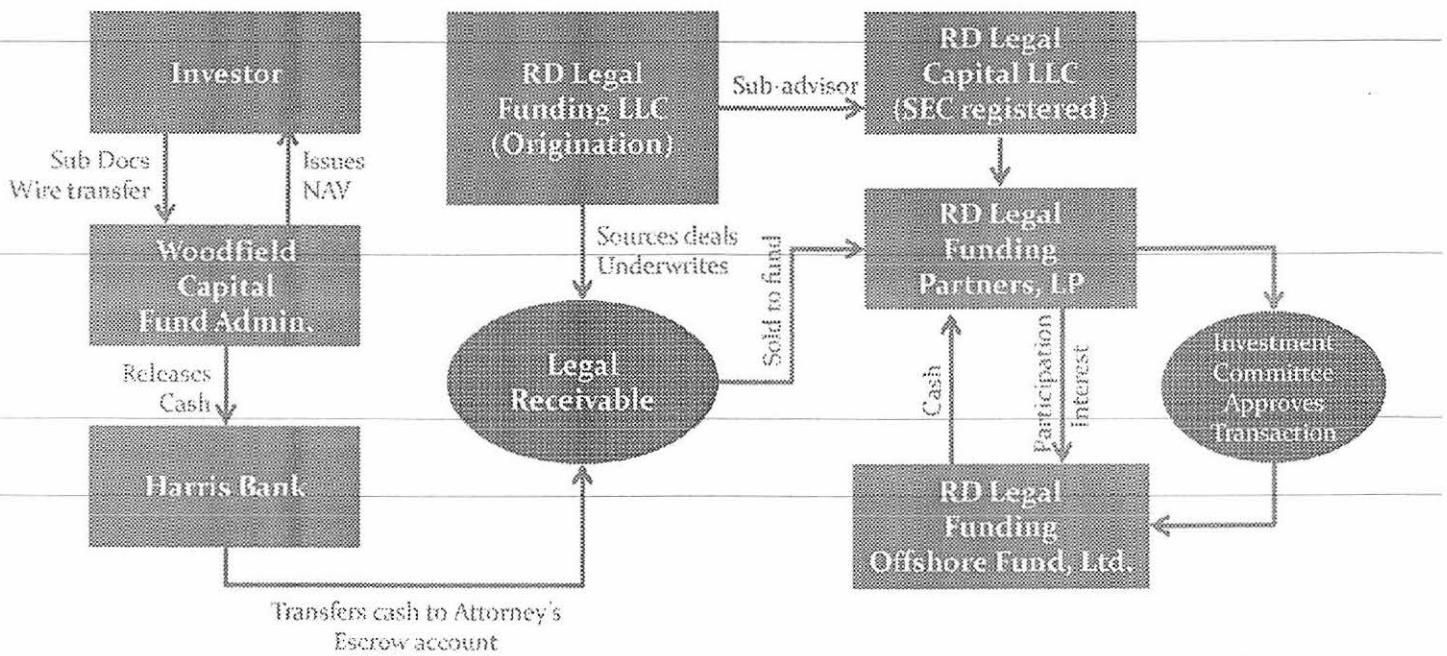 Investor
Sub Docs
Wire transfer
Issues
NAV
Woodfield
Capital
Fund Admin.
Releases
Cash
Harris Bank
Transfers cash to Attorney's
Escrow account
RD Legal
Funding LLC
(Origination)
Sub-advisor
Sources deals
Underwrites
Legal
Receivable
Sold to fund
RD Legal
Capital LLC
(SEC registered)
RD Legal
Funding
Partners, LP
Cash
Participation
Interest
Investment
Committee
Approves
Transaction
RD Legal
Funding
Offshore Fund, Ltd.